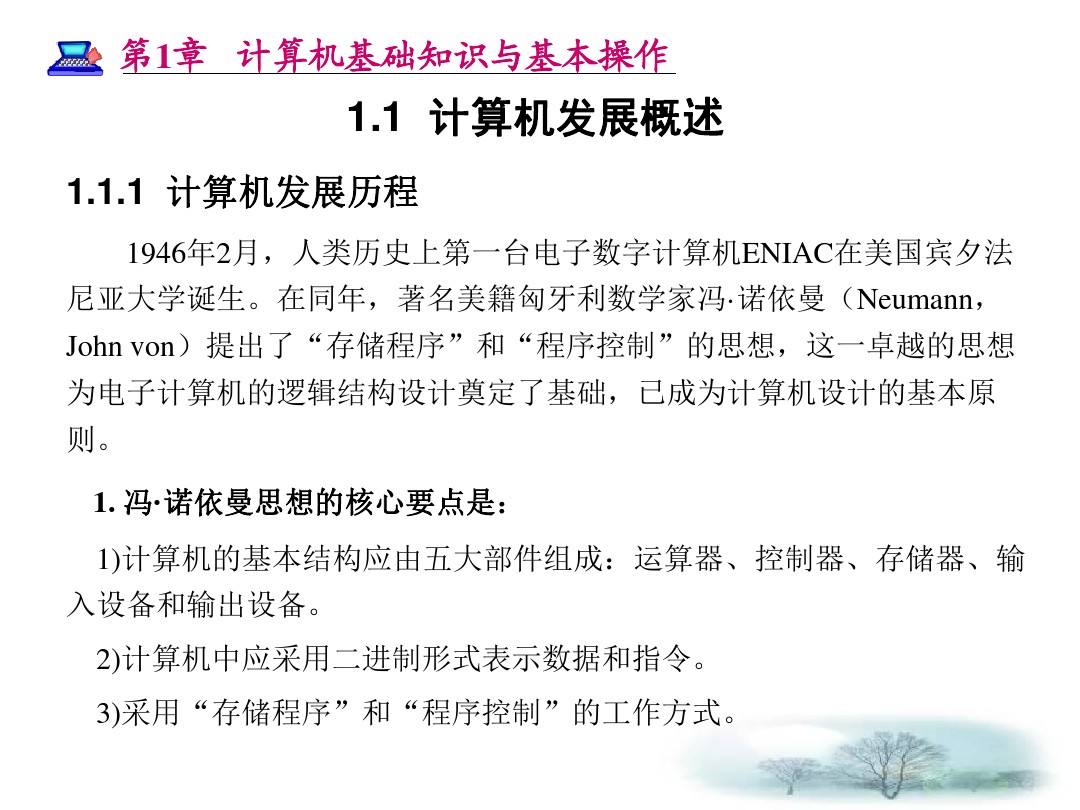 第1章 计算机基础知识与基本操作
1.1 计算机发展概述
1.1.1 计算机发展历程
1946年2月，人类历史上第一台电子数字计算机ENIAC在美国宾夕法
尼亚大学诞生。在同年，著名美籍匈牙利数学家冯·诺依曼（Neumann，
John von）提出了“存储程序”和“程序控制”的思想，这一卓越的思想
为电子计算机的逻辑结构设计奠定了基础，已成为计算机设计的基本原
则。
1. 冯·诺依曼思想的核心要点是：
1)计算机的基本结构应由五大部件组成：运算器、控制器、存储器、输
入设备和输出设备。
2)计算机中应采用二进制形式表示数据和指令。
3)采用“存储程序”和“程序控制”的工作方式。